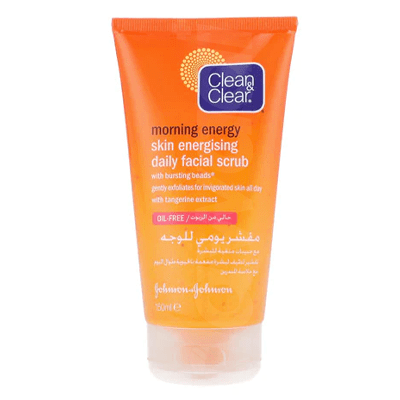 Clean &
Clear®
morning energy
skin energising
daily facial scrub
with bursting beads®
gently exfoliates for invigorated skin all day
with tangerine extract
OIL-FREE / خالي من الزيوت
مقشر يومي للوجه
Johnson & Johnson
150ml e